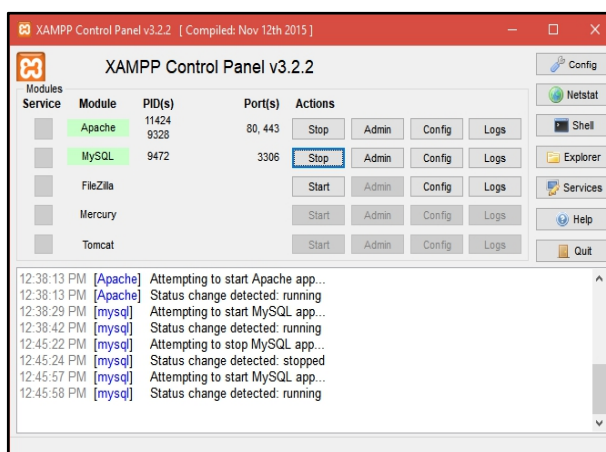 XAMPP Control Panel v3.2.2 [ Compiled: Nov 12th 2015 ]
XAMPP Control Panel v3.2.2
Config
Modules
Service Module PID(s) Port(s) Actions
Netstat
Apache 11424 9328 80, 443 Stop Admin Config Logs
Shell
MySQL 9472 3306 Stop Admin Config Logs
Explorer
FileZilla Start Admin Config Logs
Services
Mercury Start Admin Config Logs
Help
Tomcat Start Admin Config Logs
Quit
12:38:13 PM [Apache] Attempting to start Apache app...
12:38:13 PM [Apache] Status change detected: running
12:38:29 PM [mysql] Attempting to start MySQL app...
12:38:42 PM [mysql] Status change detected: running
12:45:22 PM [mysql] Attempting to stop MySQL app...
12:45:24 PM [mysql] Status change detected: stopped
12:45:57 PM [mysql] Attempting to start MySQL app...
12:45:58 PM [mysql] Status change detected: running